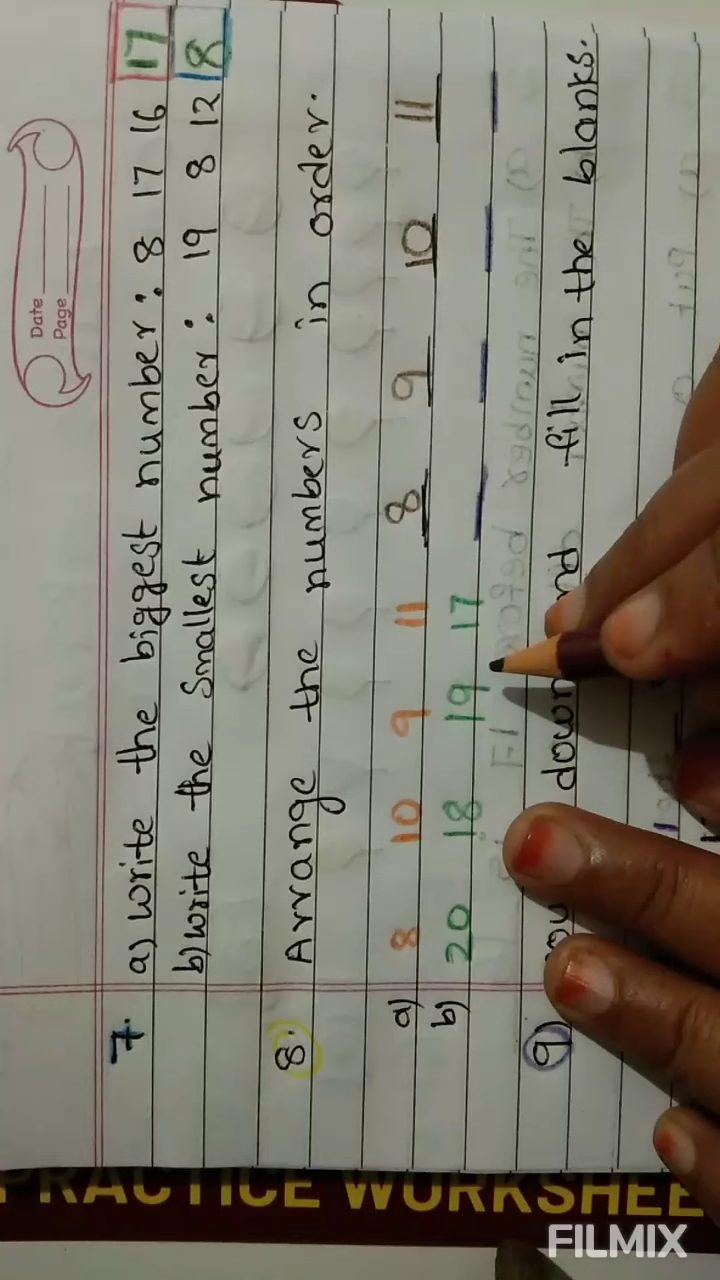 Date
Page
7. a) Write the biggest number: 8 17 16 17
b) Write the Smallest number: 19 8 12 8
8. Arrange the numbers in order.
a) 8 10 9 11 8 9 10 11
b) 20 18 19 17
9) down fill in the blanks.
PRACTICE WORKSHEE
FILMIX